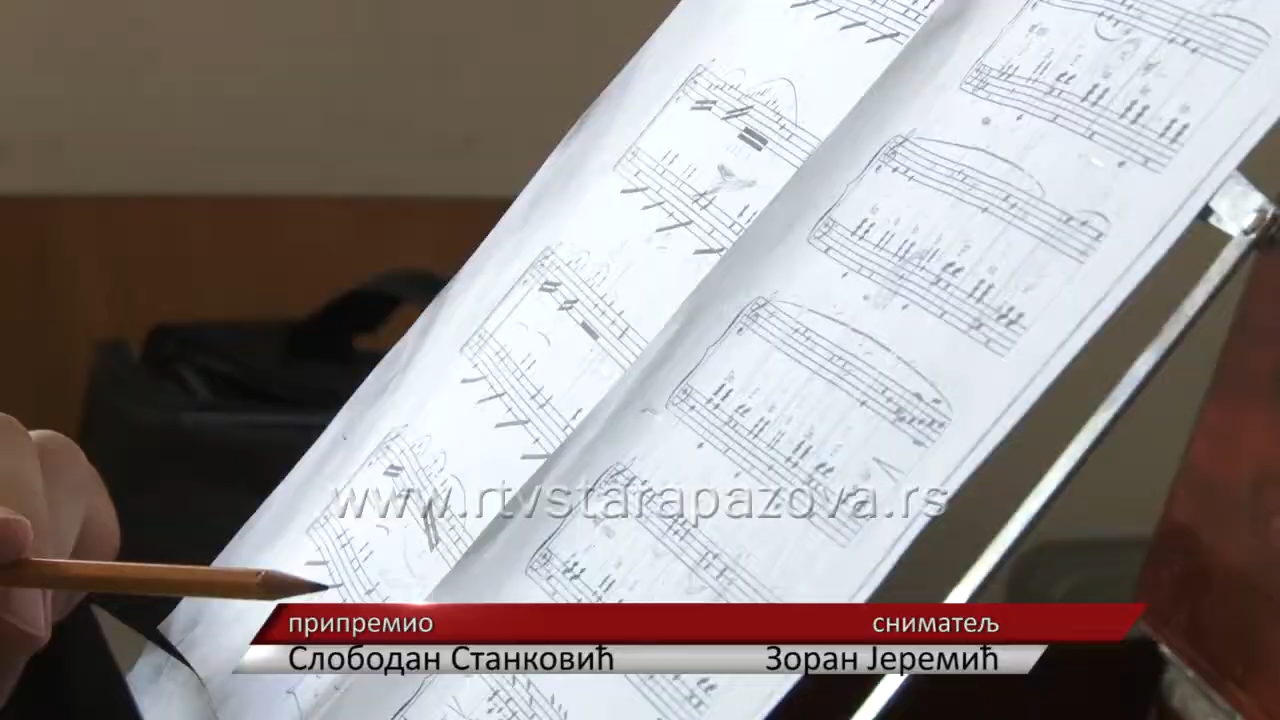 www.rtvstarapazova.rs
припремио сниматељ
Слободан Станковић Зоран Јеремић